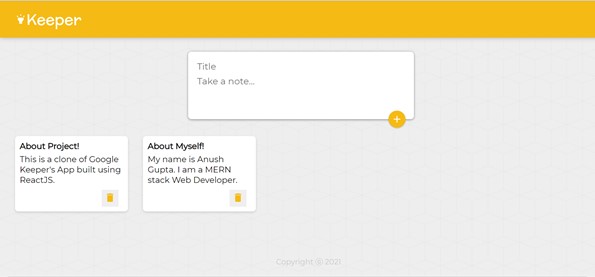 Keeper
Title
Take a note...
+
About Project!
This is a clone of Google
Keeper's App built using
ReactJS.
About Myself!
My name is Anush
Gupta. I am a MERN
stack Web Developer.
Copyright @ 2021